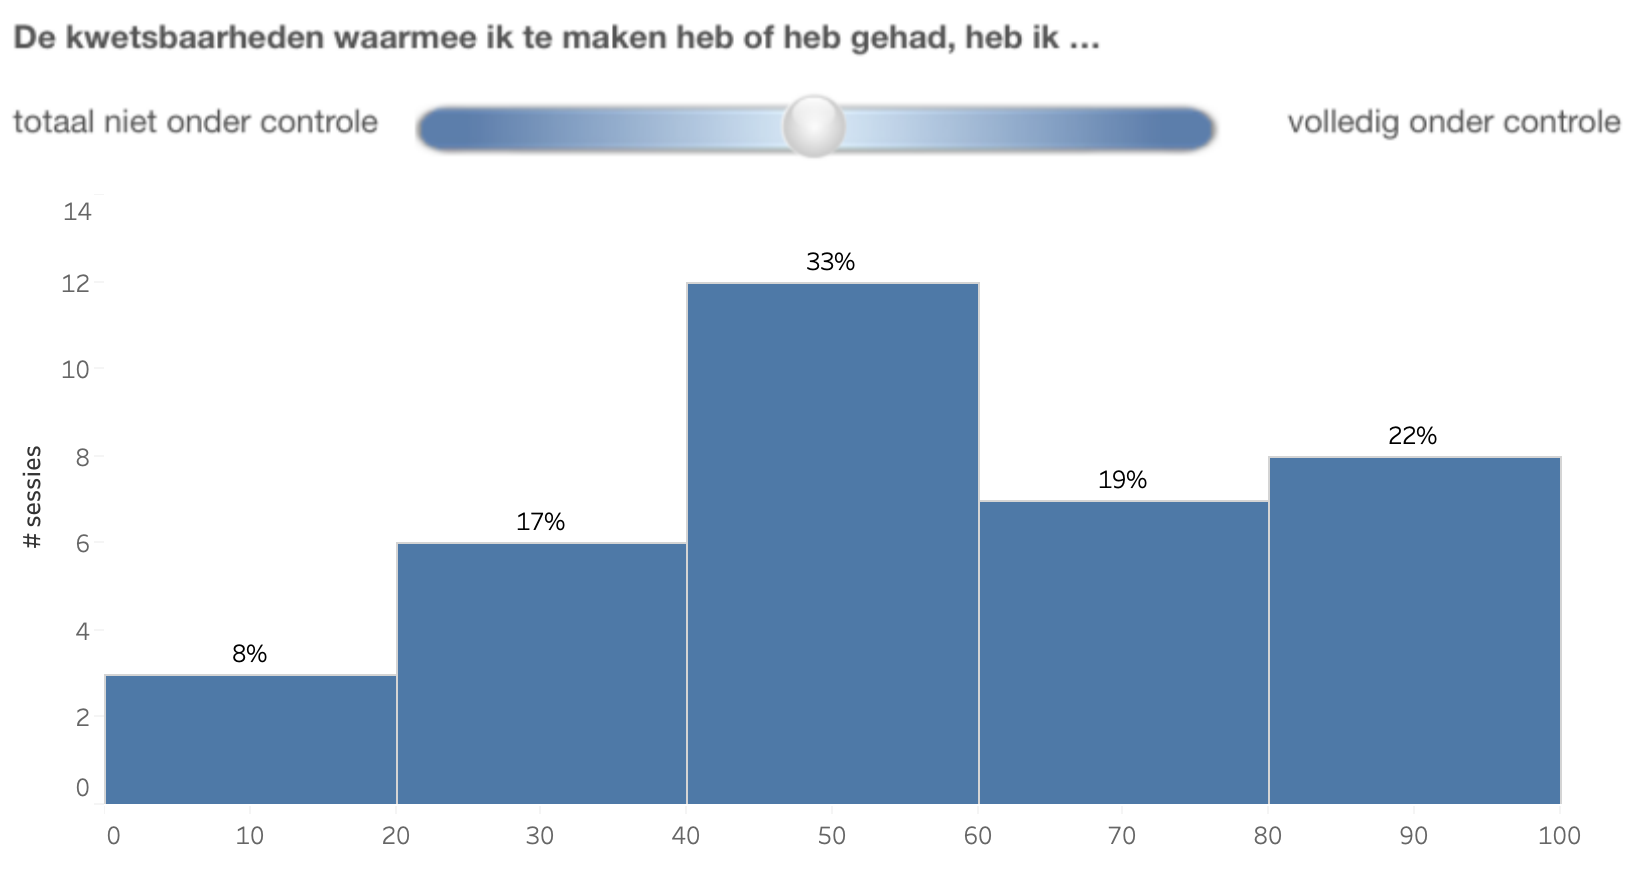 De kwetsbaarheden waarmee ik te maken heb of heb gehad, heb ik ...
totaal niet onder controle
volledig onder controle
14
12
10
8
6
4
2
0
# sessies
8%
17%
33%
19%
22%
0 10 20 30 40 50 60 70 80 90 100